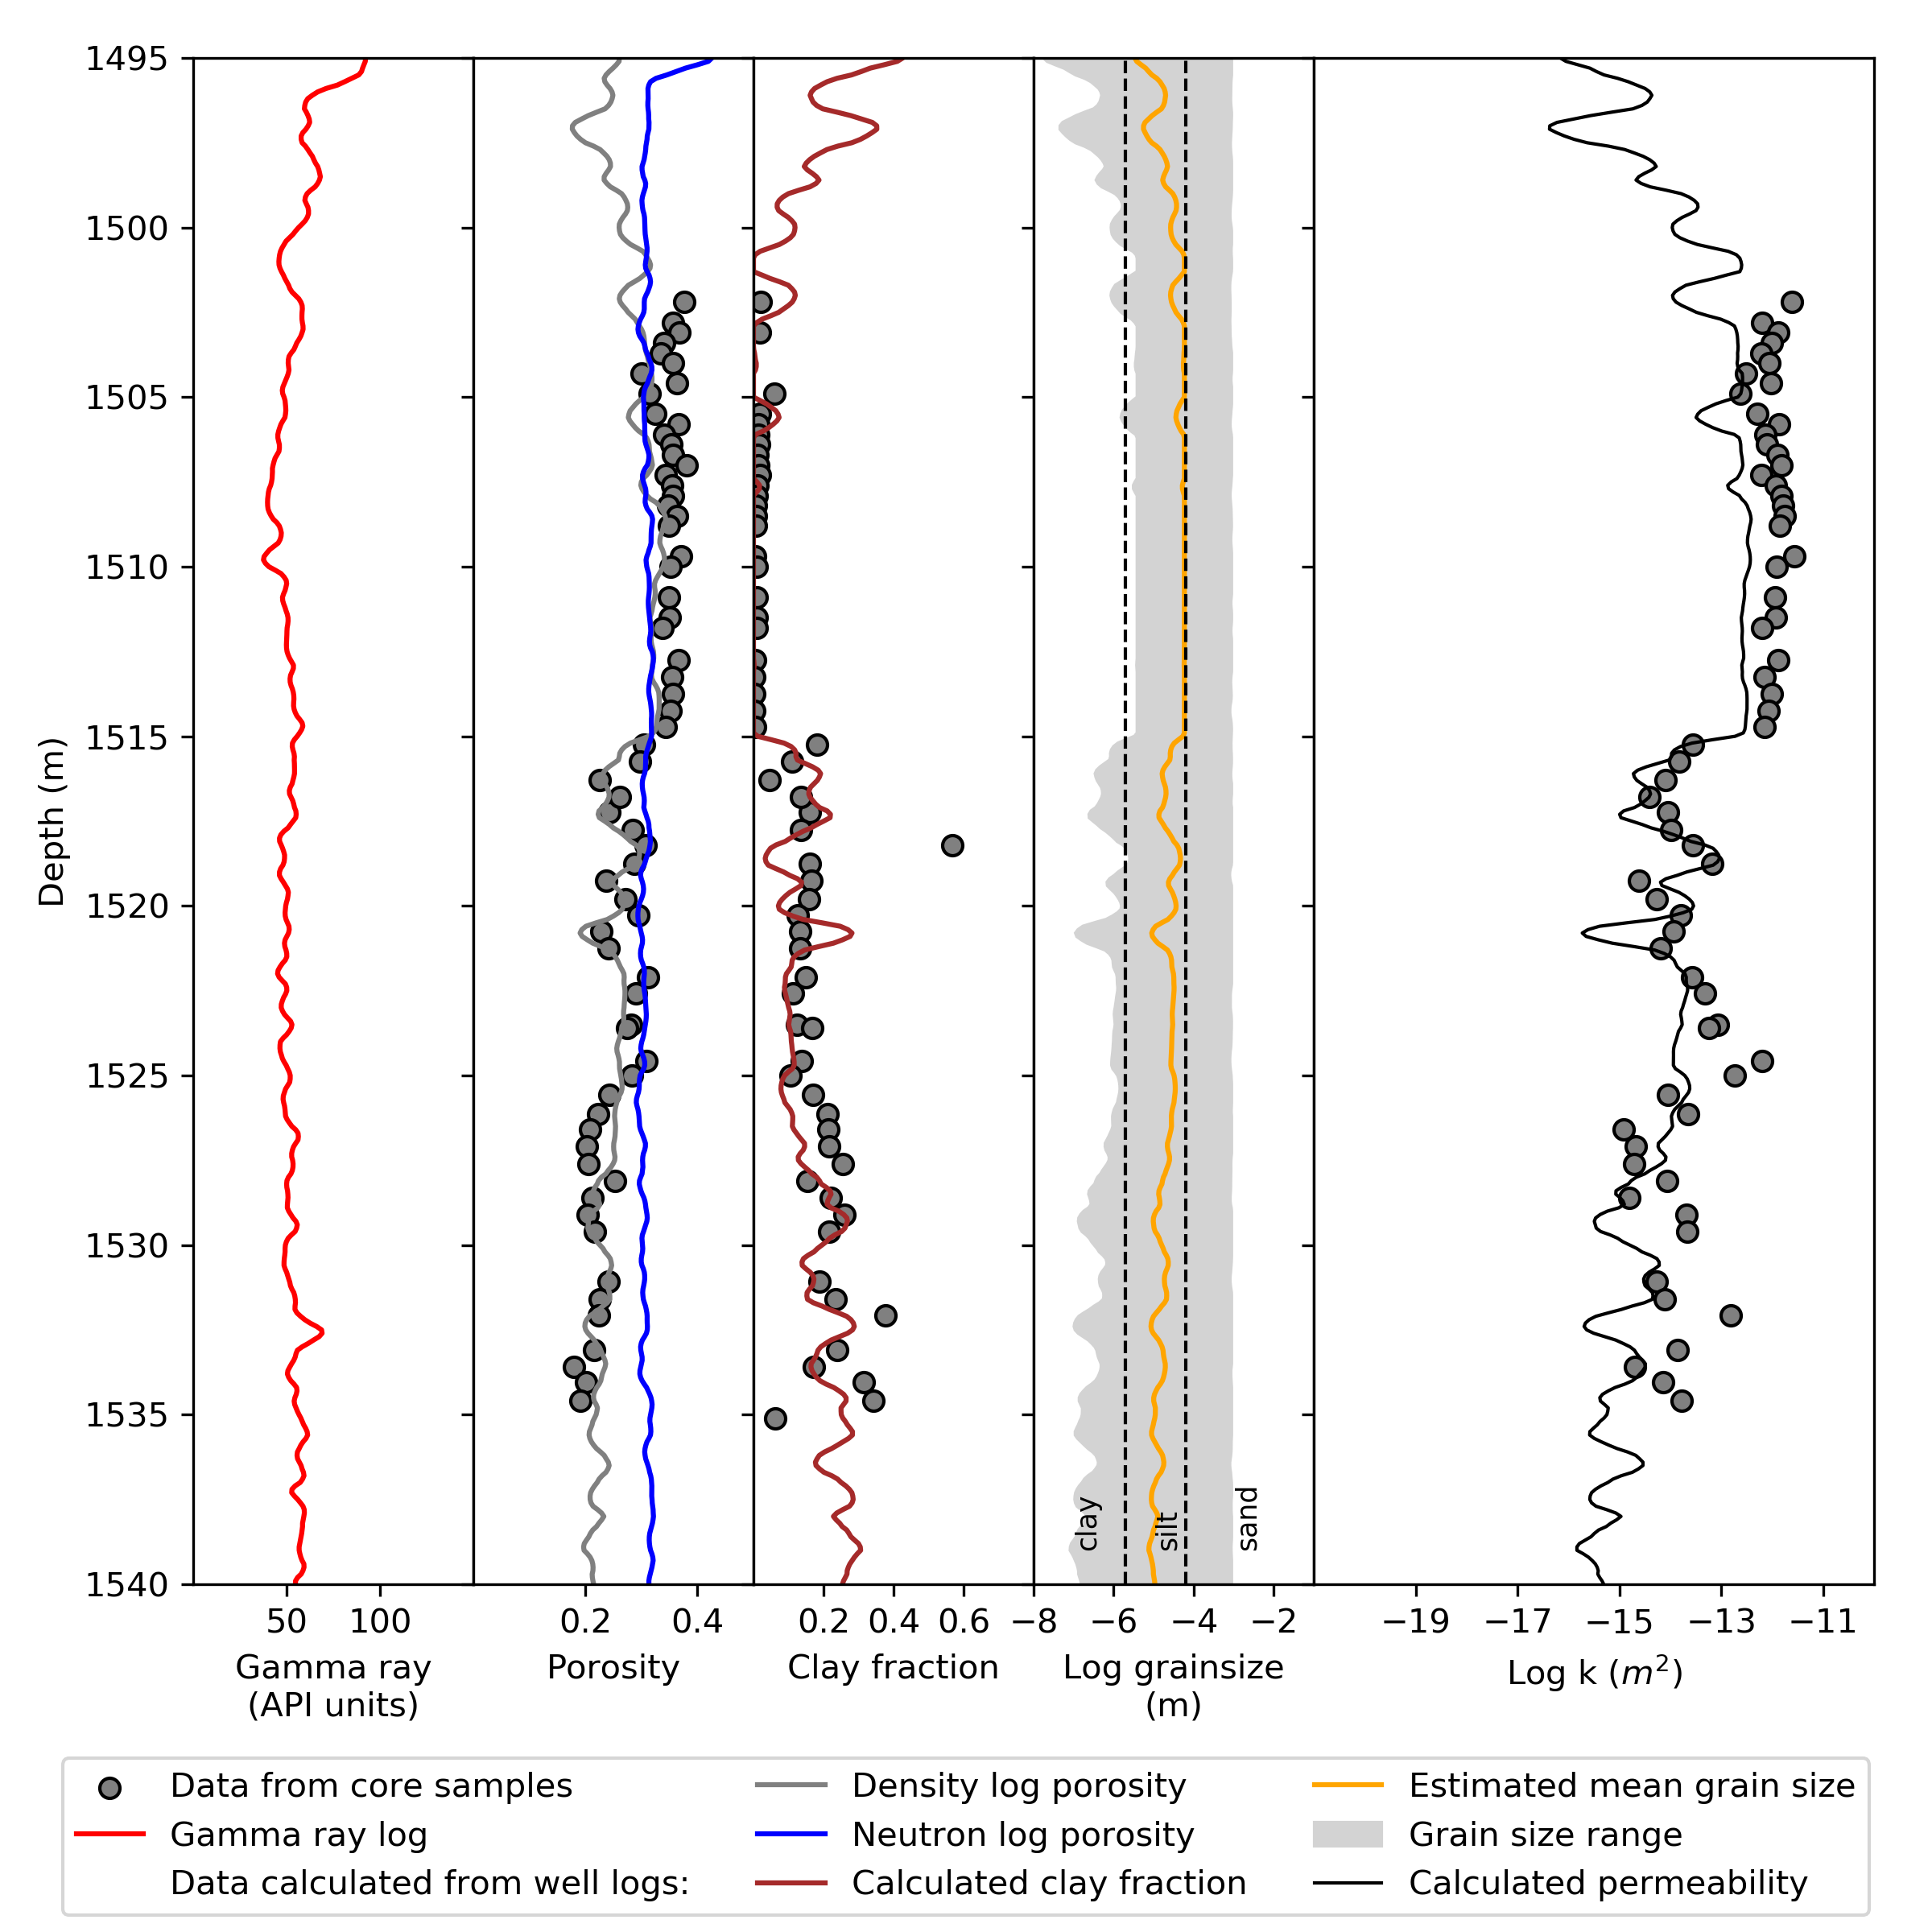 1495
1500
1505
1510
1515
1520
1525
1530
1535
1540
Depth (m)
50 100
Gamma ray
(API units)
0.2 0.4
Porosity
0.2 0.4 0.6
Clay fraction
−8 −6 −4 −2
Log grainsize
(m)
clay
silt
sand
−19 −17 −15 −13 −11
Log k (m²)
Data from core samples
Gamma ray log
Data calculated from well logs:
Density log porosity
Neutron log porosity
Calculated clay fraction
Estimated mean grain size
Grain size range
Calculated permeability